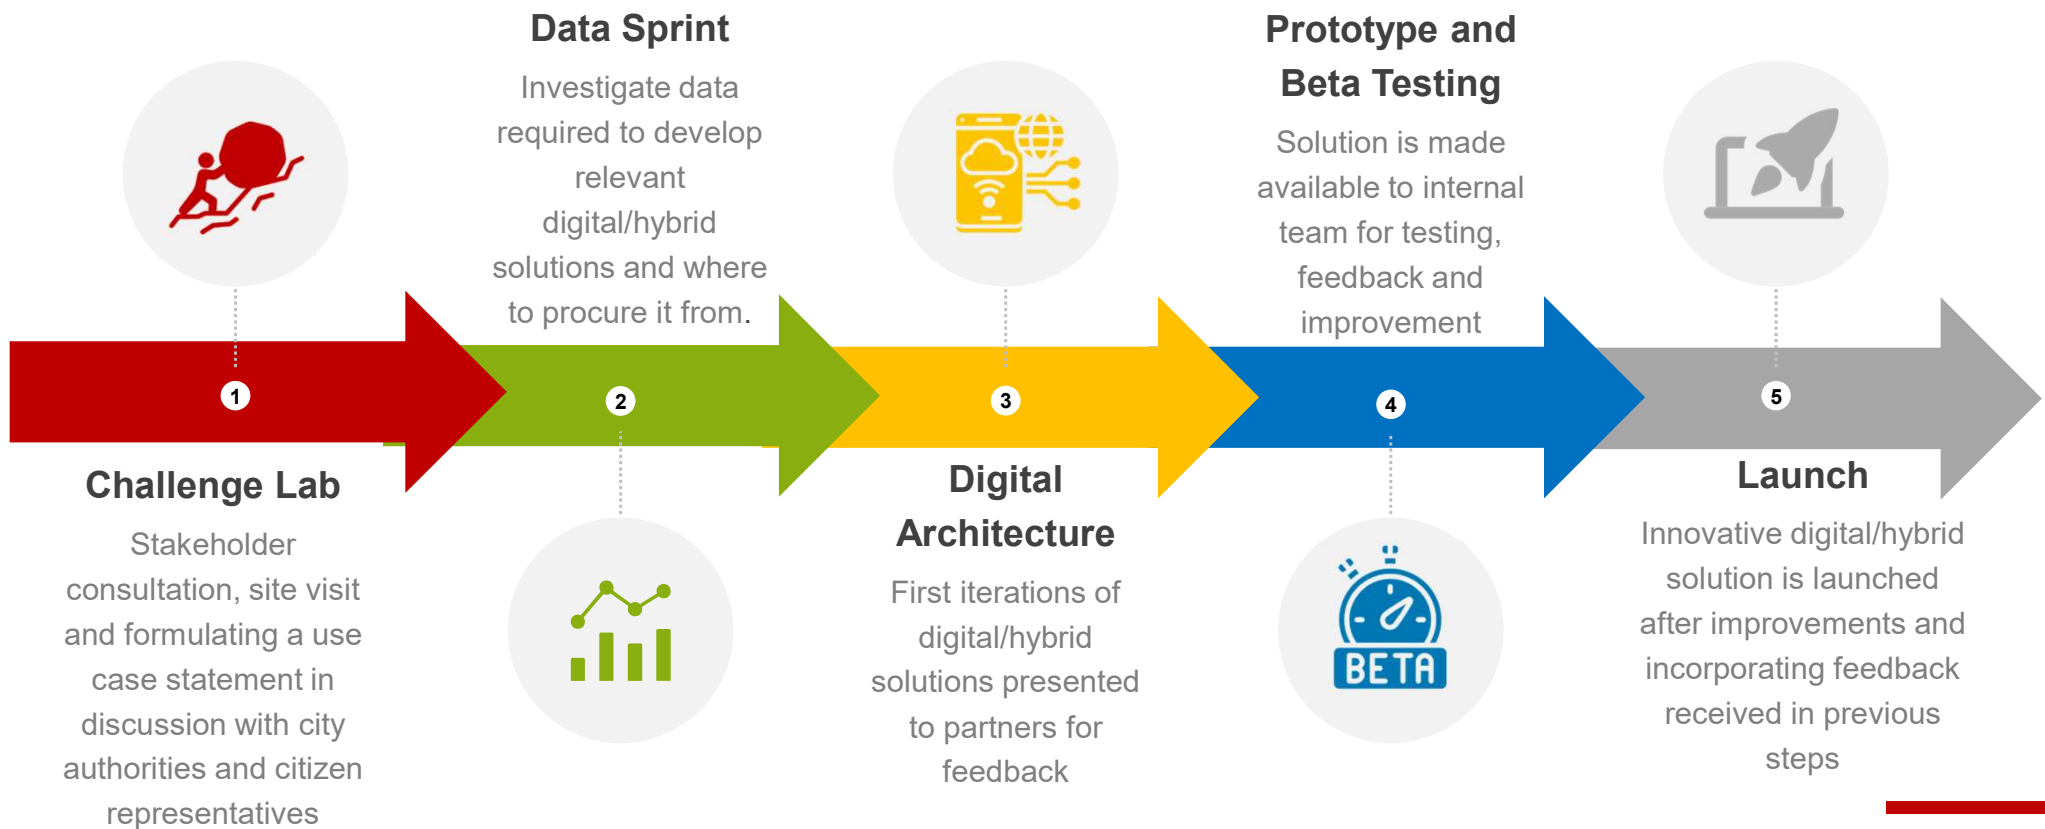 1
Challenge Lab
Stakeholder
consultation, site visit
and formulating a use
case statement in
discussion with city
authorities and citizen
representatives
Data Sprint
Investigate data
required to develop
relevant
digital/hybrid
solutions and where
to procure it from.
2
3
Digital
Architecture
First iterations of
digital/hybrid
solutions presented
to partners for
feedback
Prototype and
Beta Testing
Solution is made
available to internal
team for testing,
feedback and
improvement
4
BETA
5
Launch
Innovative digital/hybrid
solution is launched
after improvements and
incorporating feedback
received in previous
steps